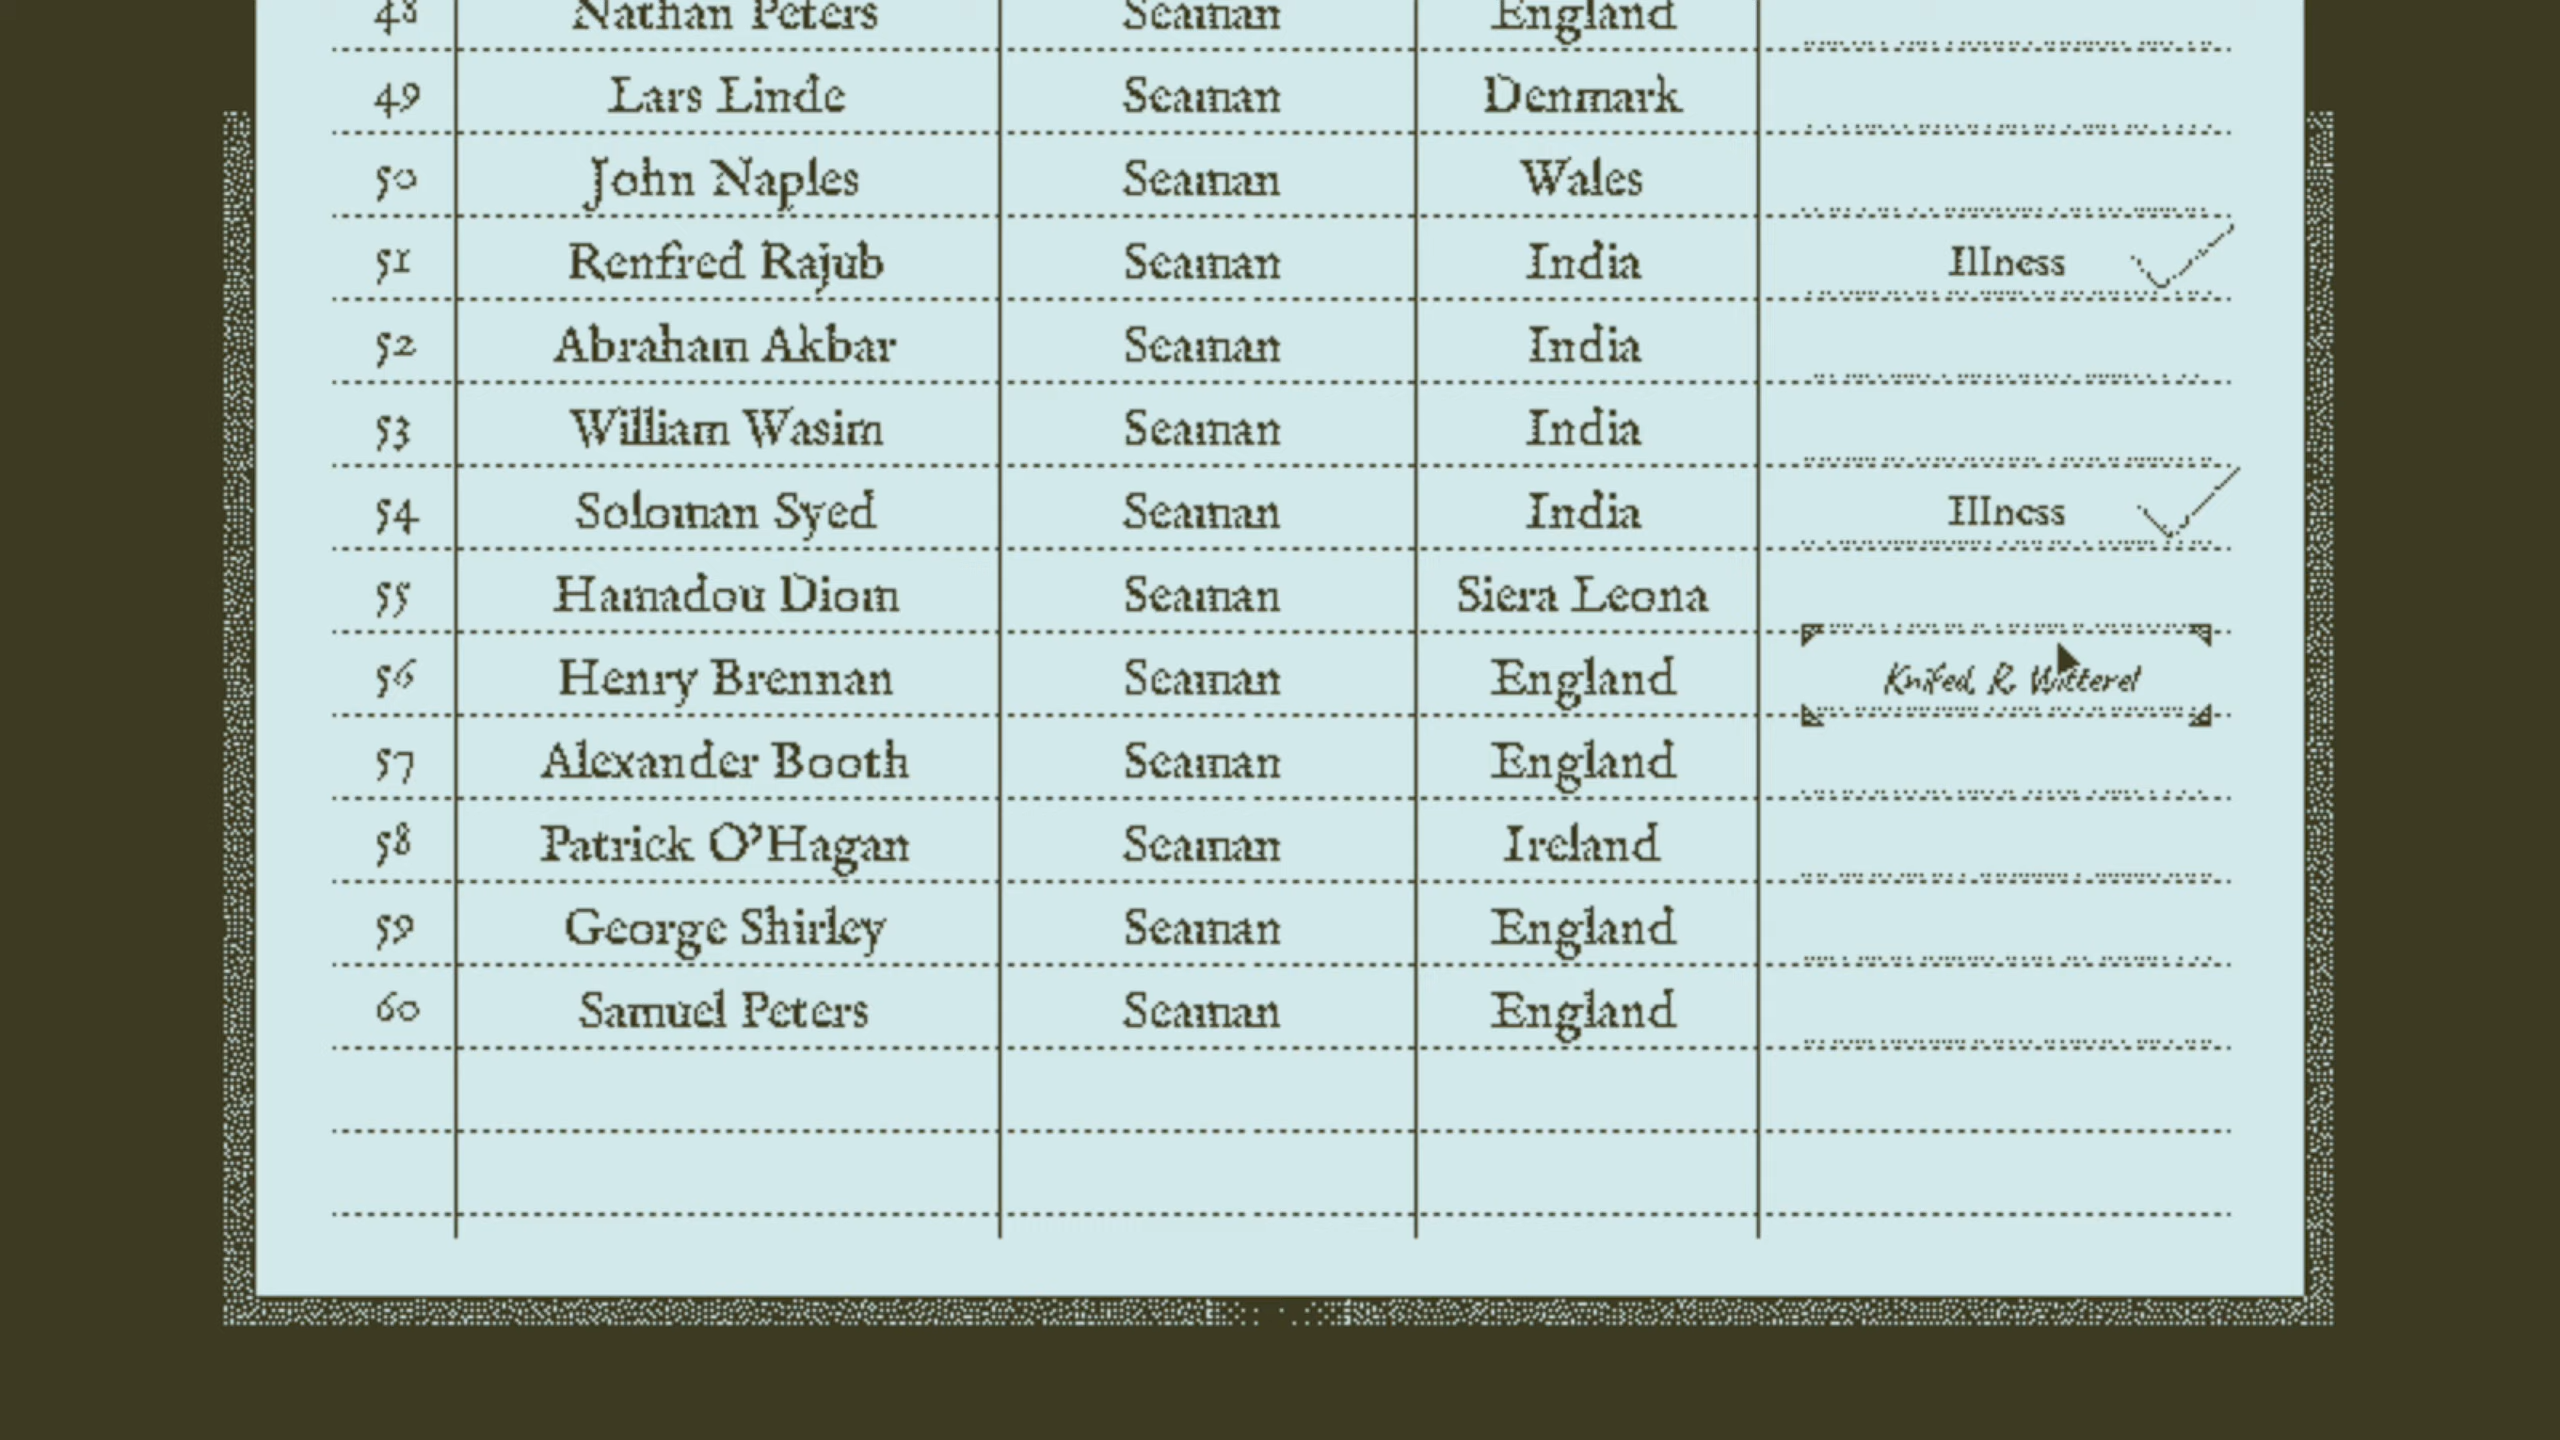 48 Nathan Peters Seaman England
49 Lars Linde Seaman Denmark
50 John Naples Seaman Wales
51 Renfred Rajub Seaman India Illness
52 Abraham Akbar Seaman India
53 William Wasim Seaman India
54 Soloman Syed Seaman India Illness
55 Hamadou Diom Seaman Siera Leona
56 Henry Brennan Seaman England Knifed, R. Witterel
57 Alexander Booth Seaman England
58 Patrick O'Hagan Seaman Ireland
59 George Shirley Seaman England
60 Samuel Peters Seaman England